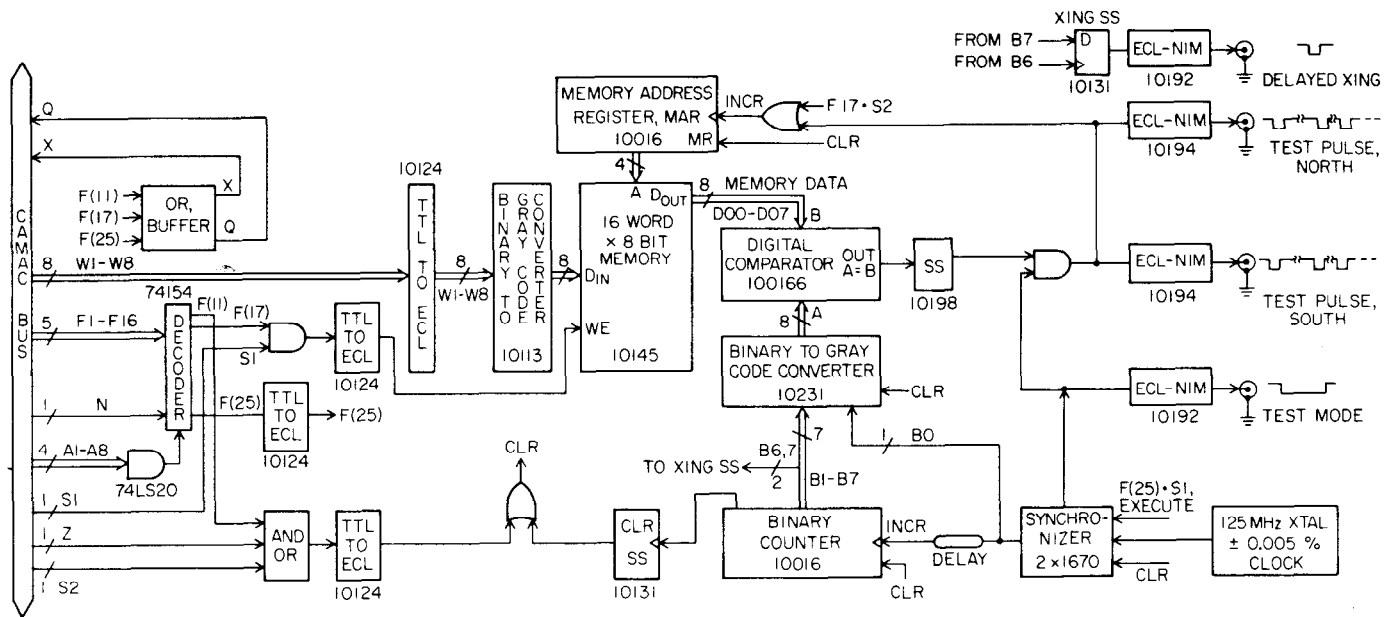 XING SS
FROM B7
D
FROM B6
10131
ECL-NIM
10192
DELAYED XING
MEMORY ADDRESS
REGISTER, MAR
10016
MR
INCR
F17•S2
CLR
ECL-NIM
10194
TEST PULSE,
NORTH
Q
X
F(11)
F(17)
F(25)
OR,
BUFFER
X
Q
CAMAC BUS
8 W1-W8
10124
TTL TO ECL
8
W1-W8
BINARY TO
GRAY CODE
CONVERTER
10113
8
4
A
DOUT
16 WORD
× 8 BIT
MEMORY
DIN
WE
10145
8 MEMORY DATA
D00-D07
B
DIGITAL
COMPARATOR
100166
OUT
A=B
SS
10198
ECL-NIM
10194
TEST PULSE,
SOUTH
74154
DECODER
5 F1-F16
F(11)
F(17)
S1
TTL
TO
ECL
10124
8
A
BINARY TO GRAY
CODE CONVERTER
10231
CLR
ECL-NIM
10192
TEST MODE
1 N
F(25)
TTL
TO
ECL
10124
F(25)
4 A1-A8
74LS20
CLR
B6,7
TO XING SS
2
7
B1-B7
1 B0
1 S1
1 Z
1 S2
AND
OR
TTL
TO
ECL
10124
CLR
SS
10131
BINARY
COUNTER
10016
INCR
CLR
DELAY
SYNCHRO-
NIZER
2×1670
F(25)•S1,
EXECUTE
CLR
125 MHz XTAL
± 0.005 %
CLOCK